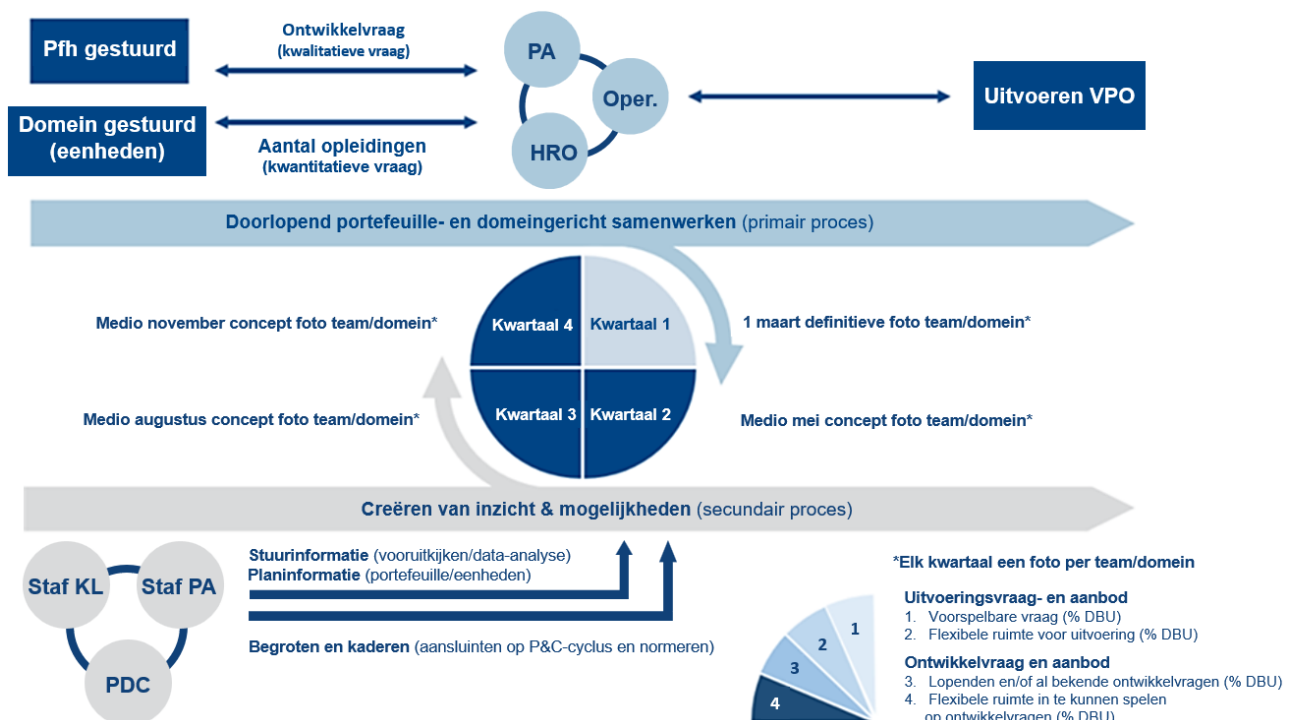 Pfh gestuurd
Ontwikkelvraag
(kwalitatieve vraag)
PA
Oper.
HRO
Uitvoeren VPO
Domein gestuurd
(eenheden)
Aantal opleidingen
(kwantitatieve vraag)
Doorlopend portefeuille- en domeingericht samenwerken (primair proces)
Kwartaal 4
Kwartaal 1
Medio november concept foto team/domein*
1 maart definitieve foto team/domein*
Kwartaal 3
Kwartaal 2
Medio augustus concept foto team/domein*
Medio mei concept foto team/domein*
Creëren van inzicht & mogelijkheden (secundair proces)
Staf KL
Staf PA
PDC
Stuurinformatie (vooruitkijken/data-analyse)
Planinformatie (portefeuille/eenheden)
Begroten en kaderen (aansluinten op P&C-cyclus en normeren)
*Elk kwartaal een foto per team/domein
1
2
3
4
Uitvoeringsvraag- en aanbod
1. Voorspelbare vraag (% DBU)
2. Flexibele ruimte voor uitvoering (% DBU)
Ontwikkelvraag en aanbod
3. Lopenden en/of al bekende ontwikkelvragen (% DBU)
4. Flexibele ruimte in te kunnen spelen
op ontwikkelvragen (% DBU)